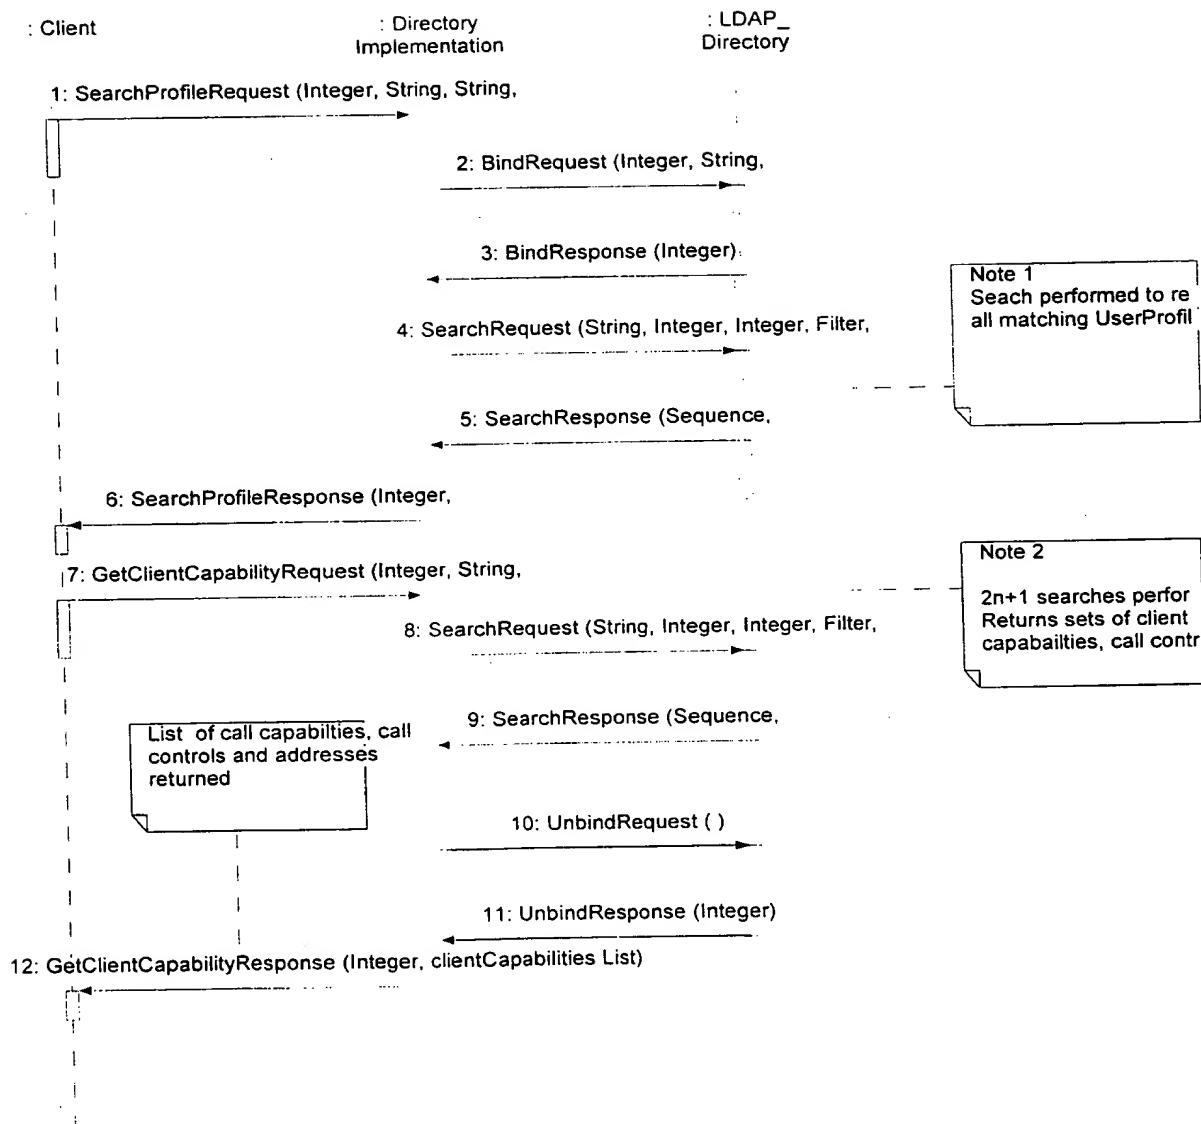 : Client
: Directory
Implementation
: LDAP_
Directory
1: SearchProfileRequest (Integer, String, String,
2: BindRequest (Integer, String,
3: BindResponse (Integer)
Note 1
Seach performed to re
all matching UserProfil
4: SearchRequest (String, Integer, Integer, Filter,
5: SearchResponse (Sequence,
6: SearchProfileResponse (Integer,
Note 2
2n+1 searches perfor
Returns sets of client
capabailties, call contr
7: GetClientCapabilityRequest (Integer, String,
8: SearchRequest (String, Integer, Integer, Filter,
9: SearchResponse (Sequence,
List of call capabilties, call
controls and addresses
returned
10: UnbindRequest ( )
11: UnbindResponse (Integer)
12: GetClientCapabilityResponse (Integer, clientCapabilities List)